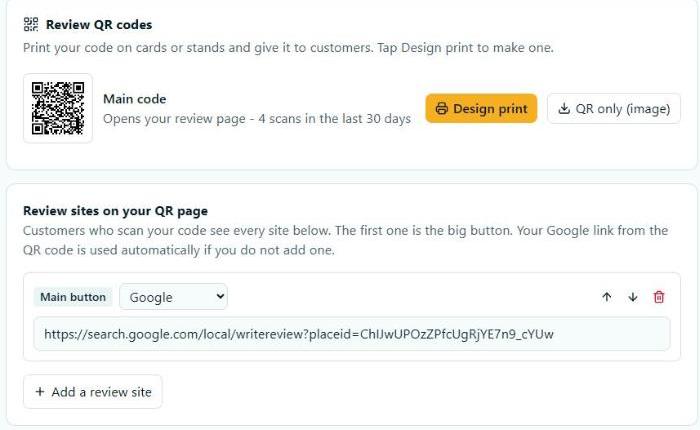 Review QR codes
Print your code on cards or stands and give it to customers. Tap Design print to make one.
Main code
Opens your review page - 4 scans in the last 30 days
Design print
QR only (image)
Review sites on your QR page
Customers who scan your code see every site below. The first one is the big button. Your Google link from the
QR code is used automatically if you do not add one.
Main button
Google
https://search.google.com/local/writereview?placeid=ChIJwUPOzZPfcUgRjYE7n9_cYUw
+ Add a review site